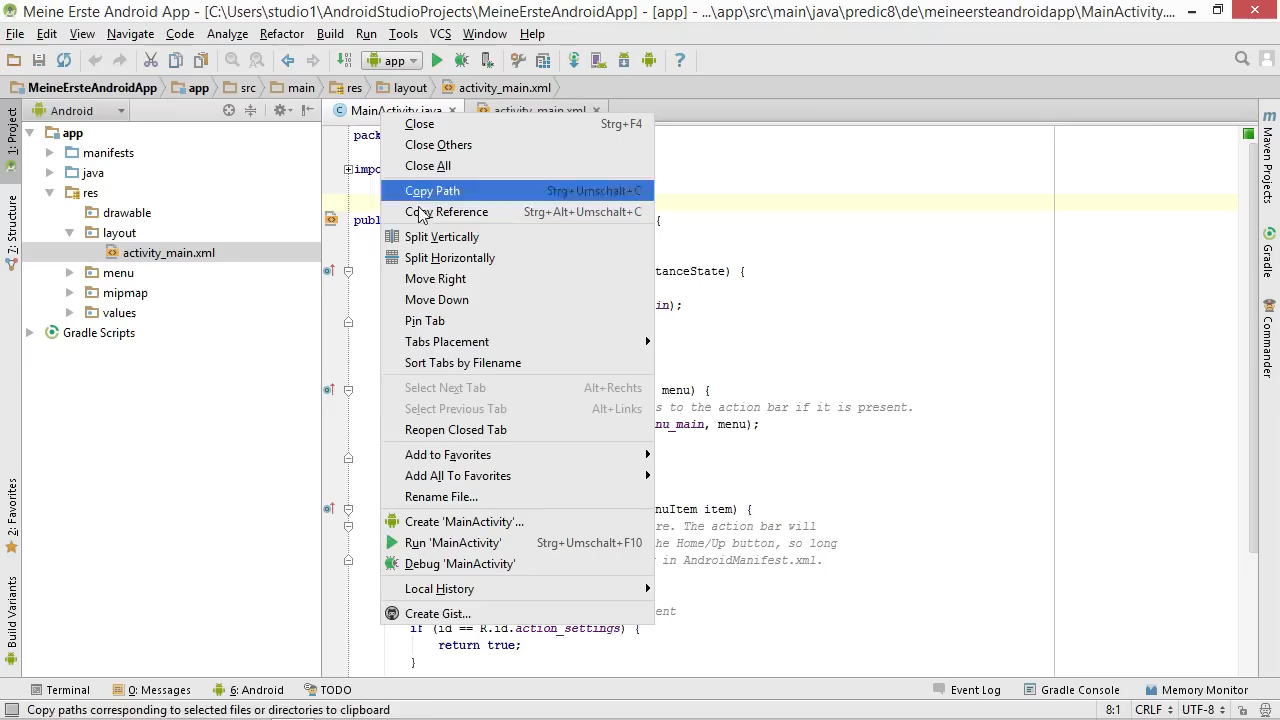 Meine Erste Android App - [C:\Users\studio1\AndroidStudioProjects\MeineErsteAndroidApp] - [app] - ...\app\src\main\java\predic8\de\meineersteandroidapp\MainActivity....
File Edit View Navigate Code Analyze Refactor Build Run Tools VCS Window Help
app
MeineErsteAndroidApp app src main res layout activity_main.xml
Android
MainActivity.java activity_main.xml
1: Project
Z: Structure
2: Favorites
Build Variants
app
manifests
java
res
drawable
layout
activity_main.xml
menu
mipmap
values
Gradle Scripts
Close Strg+F4
Close Others
Close All
Copy Path Strg+Umschalt+C
Copy Reference Strg+Alt+Umschalt+C
Split Vertically
Split Horizontally
Move Right
Move Down
Pin Tab
Tabs Placement
Sort Tabs by Filename
Select Next Tab Alt+Rechts
Select Previous Tab Alt+Links
Reopen Closed Tab
Add to Favorites
Add All To Favorites
Rename File...
Create 'MainActivity'...
Run 'MainActivity' Strg+Umschalt+F10
Debug 'MainActivity'
Local History
Create Gist...
pack
impo
publ {
tanceState) {
in);
menu) {
s to the action bar if it is present.
nu_main, menu);
nuItem item) {
re. The action bar will
he Home/Up button, so long
y in AndroidManifest.xml.
ent
if (id == R.id.action_settings) {
return true;
}
m Maven Projects
Gradle
Commander
Terminal 0: Messages 6: Android TODO Event Log Gradle Console Memory Monitor
Copy paths corresponding to selected files or directories to clipboard 8:1 CRLF UTF-8